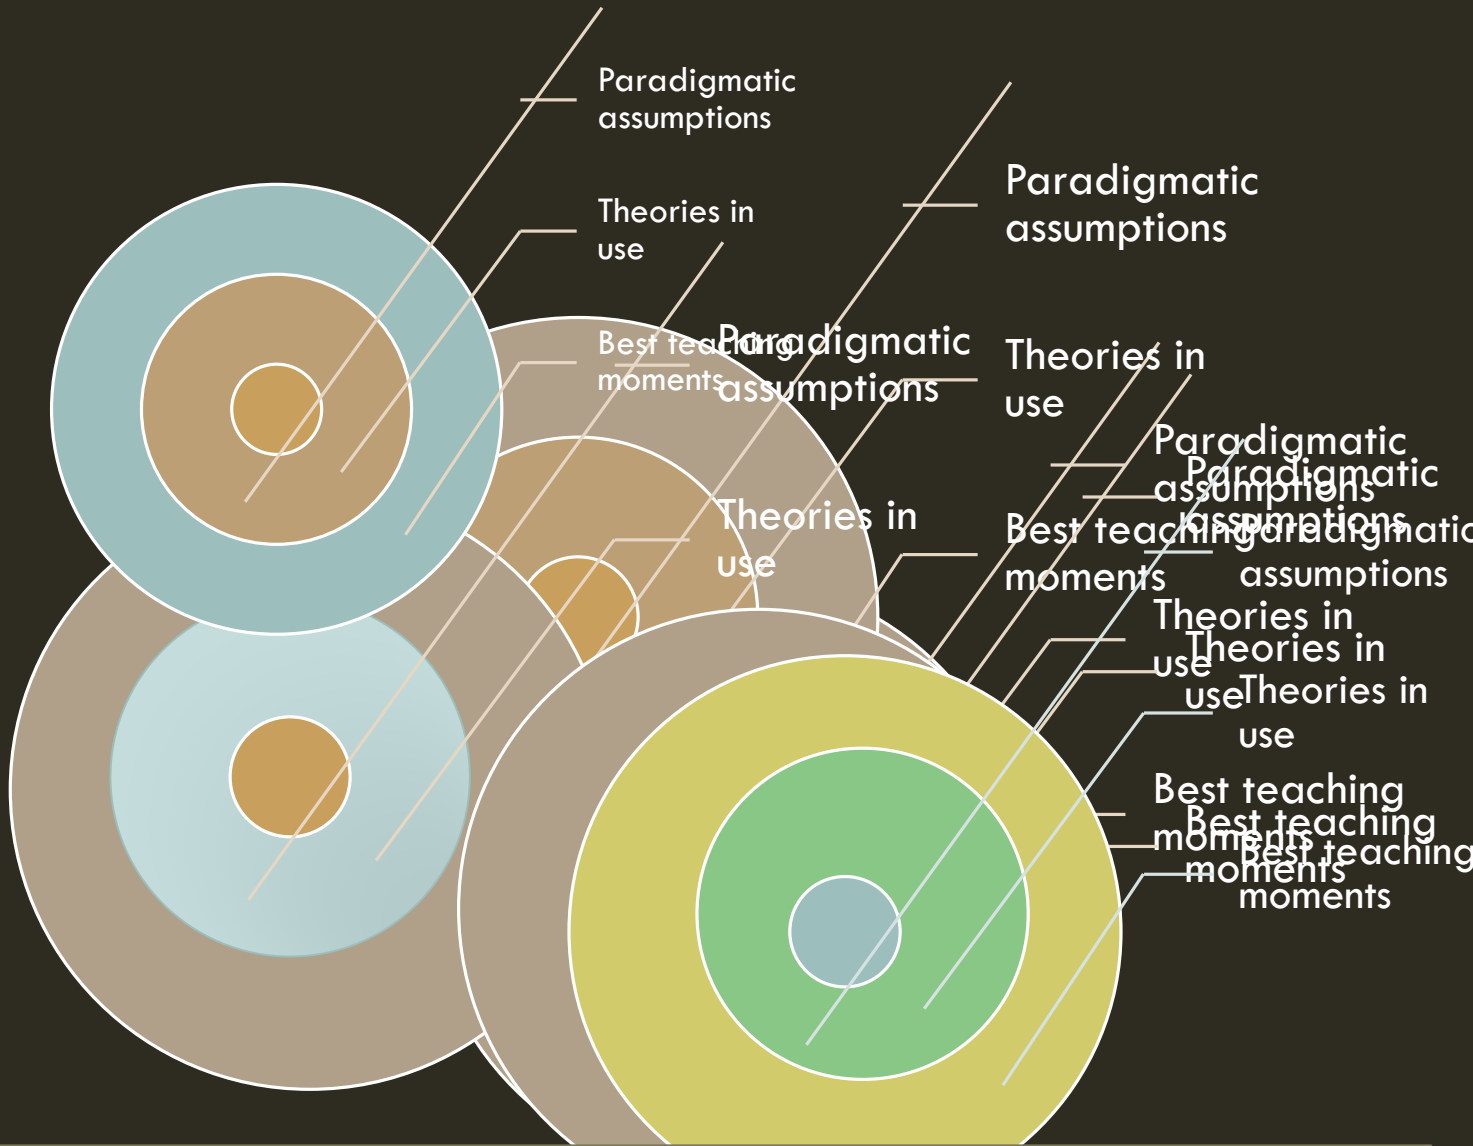 Paradigmatic
assumptions
Theories in
use
Best teaching
moments
Paradigmatic
assumptions
Theories in
use
Best teaching
moments
Paradigmatic
assumptions
Theories in
use
Paradigmatic
assumptions
Theories in
use
Best teaching
moments
Paradigmatic
assumptions
Theories in
use
Best teaching
moments
Paradigmatic
assumptions
Theories in
use
Best teaching
moments